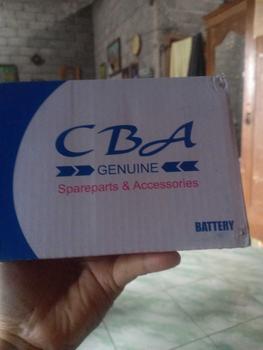 CBA
GENUINE
Spareparts & Accessories
BATTERY